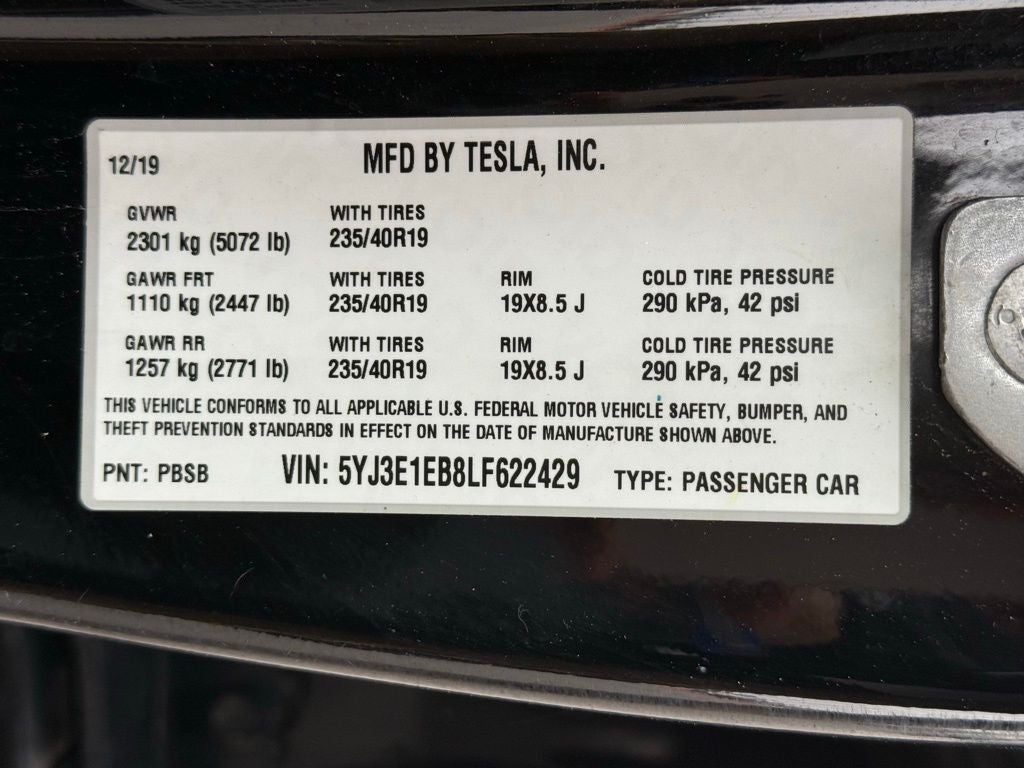 12/19 MFD BY TESLA, INC.
GVWR WITH TIRES
2301 kg (5072 lb) 235/40R19
GAWR FRT WITH TIRES RIM COLD TIRE PRESSURE
1110 kg (2447 lb) 235/40R19 19X8.5 J 290 kPa, 42 psi
GAWR RR WITH TIRES RIM COLD TIRE PRESSURE
1257 kg (2771 lb) 235/40R19 19X8.5 J 290 kPa, 42 psi
THIS VEHICLE CONFORMS TO ALL APPLICABLE U.S. FEDERAL MOTOR VEHICLE SAFETY, BUMPER, AND
THEFT PREVENTION STANDARDS IN EFFECT ON THE DATE OF MANUFACTURE SHOWN ABOVE.
PNT: PBSB VIN: 5YJ3E1EB8LF622429 TYPE: PASSENGER CAR